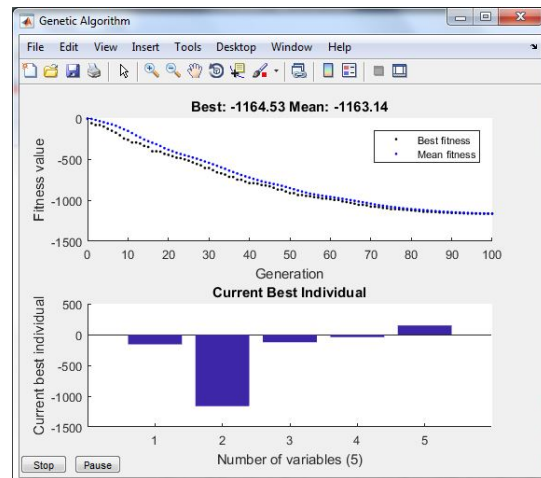 Genetic Algorithm
File Edit View Insert Tools Desktop Window Help
Best: -1164.53 Mean: -1163.14
Fitness value
0
-500
-1000
-1500
Best fitness
Mean fitness
0 10 20 30 40 50 60 70 80 90 100
Generation
Current Best Individual
Current best individual
500
0
-500
-1000
-1500
1 2 3 4 5
Number of variables (5)
Stop Pause